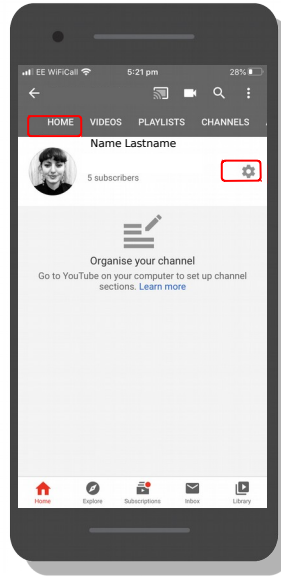 EE WiFiCall 5:21 pm 28%
HOME VIDEOS PLAYLISTS CHANNELS
Name Lastname
5 subscribers
Organise your channel
Go to YouTube on your computer to set up channel
sections. Learn more
Home Explore Subscriptions Inbox Library